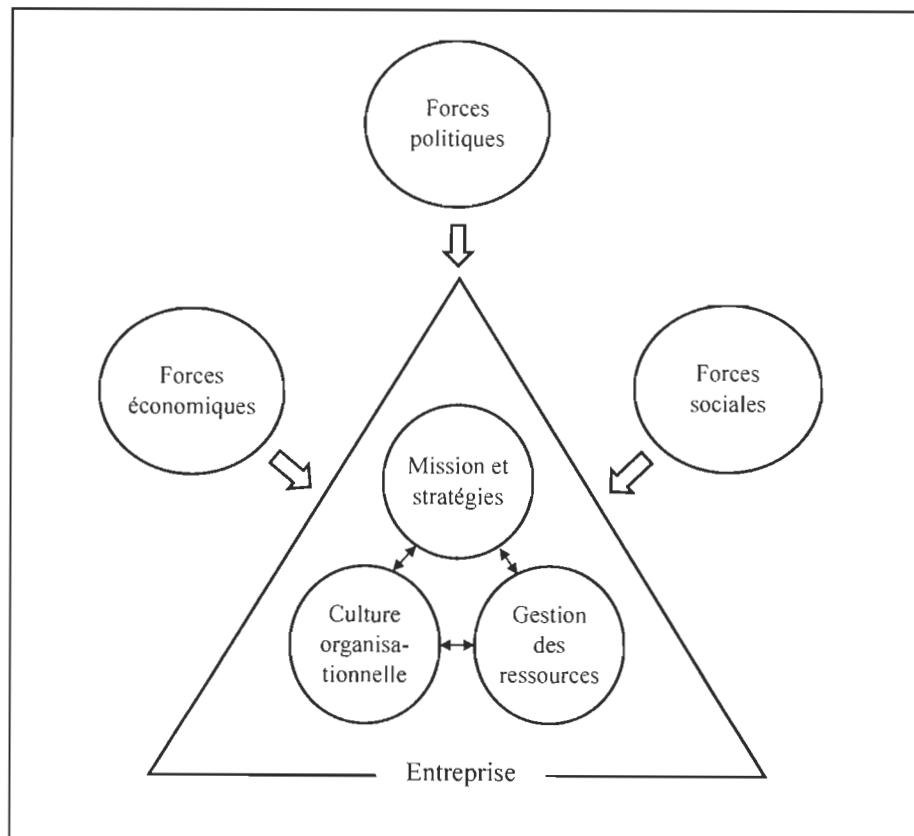 Forces
politiques
Forces
économiques
Forces
sociales
Mission et
stratégies
Culture
organisa-
tionnelle
Gestion
des
ressources
Entreprise